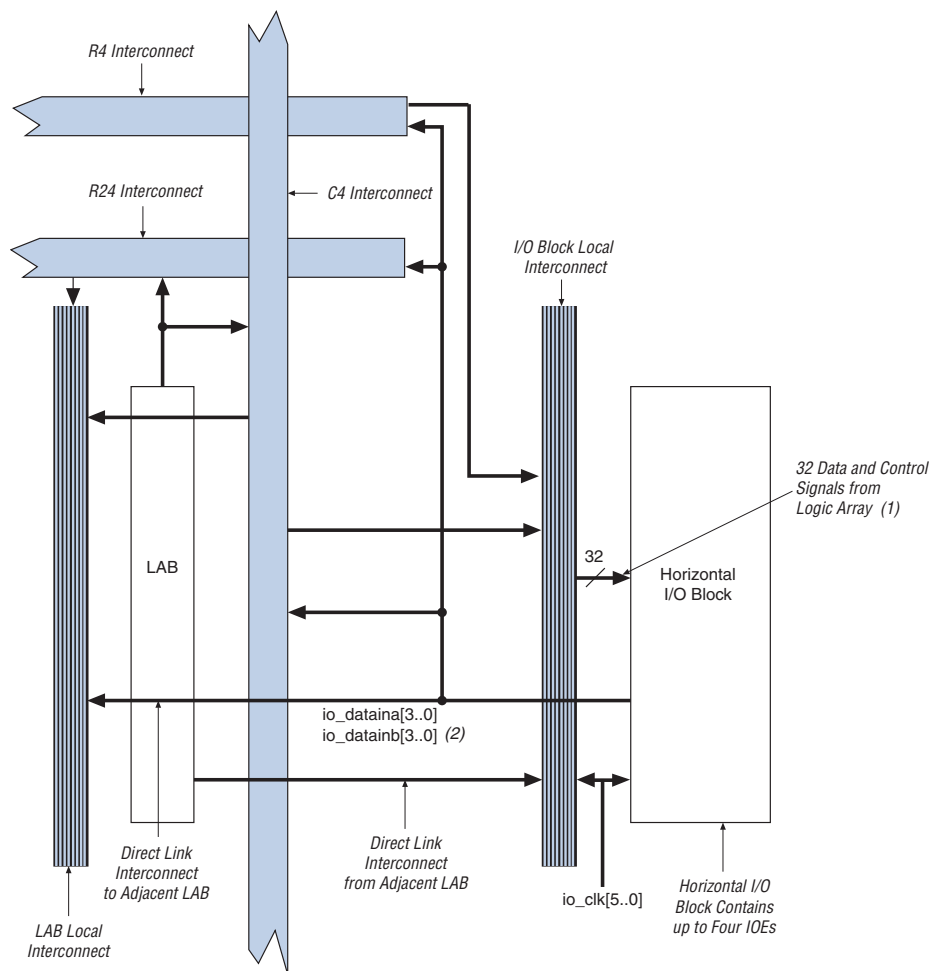 R4 Interconnect
R24 Interconnect
C4 Interconnect
I/O Block Local
Interconnect
32 Data and Control
Signals from
Logic Array (1)
32
LAB
Horizontal
I/O Block
io_dataina[3..0]
io_datainb[3..0] (2)
Direct Link
Interconnect
to Adjacent LAB
Direct Link
Interconnect
from Adjacent LAB
io_clk[5..0]
LAB Local
Interconnect
Horizontal I/O
Block Contains
up to Four IOEs